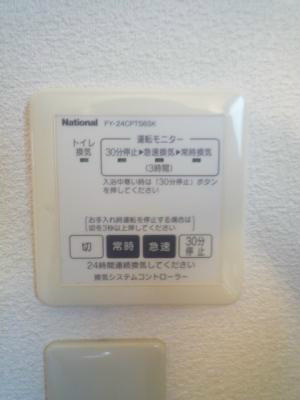 National FY-24CPTS6SK
トイレ換気
運転モニター
30分停止▶急速換気▶常時換気
(3時間)
入浴中寒い時は「30分停止」ボタン
を押してください
[お手入れ時運転を停止する場合は
切を3秒以上押してください]
切 常時 急速 30分停止
24時間連続換気してください
換気システムコントローラー